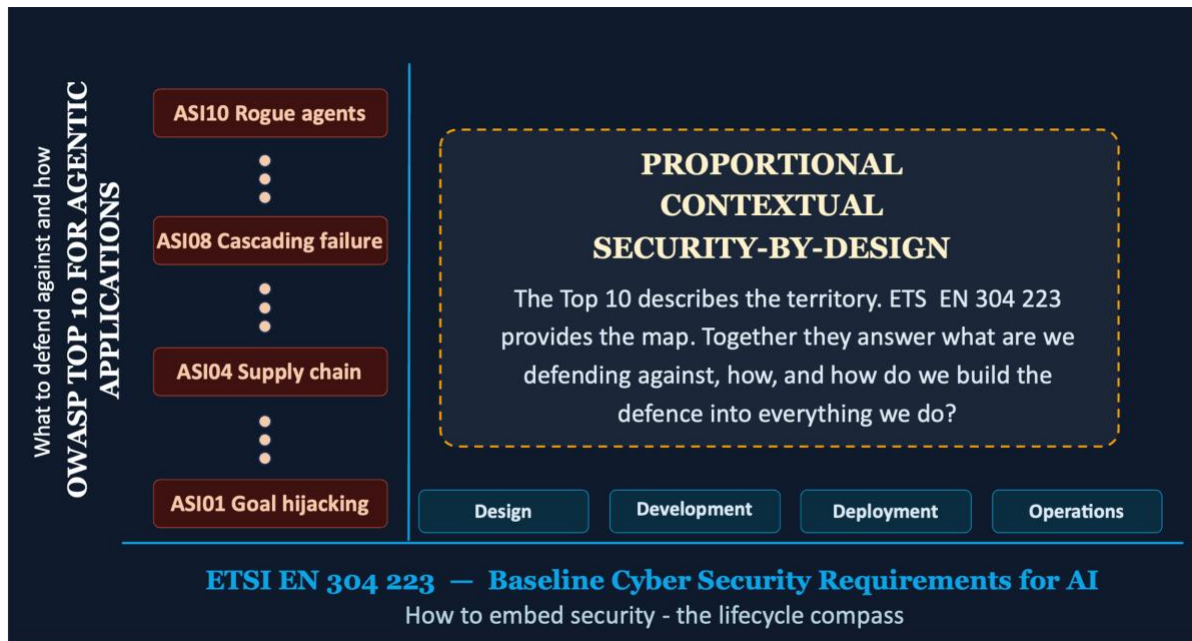 What to defend against and how
OWASP TOP 10 FOR AGENTIC
APPLICATIONS
ASI10 Rogue agents
ASI08 Cascading failure
ASI04 Supply chain
ASI01 Goal hijacking
PROPORTIONAL
CONTEXTUAL
SECURITY-BY-DESIGN
The Top 10 describes the territory. ETS  EN 304 223
provides the map. Together they answer what are we
defending against, how, and how do we build the
defence into everything we do?
Design
Development
Deployment
Operations
ETSI EN 304 223 — Baseline Cyber Security Requirements for AI
How to embed security - the lifecycle compass